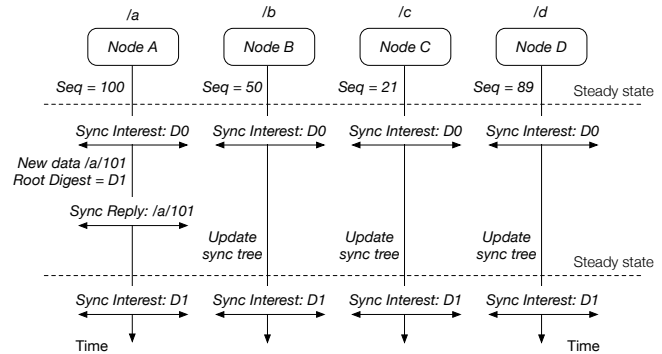 /a /b /c /d
Node A Node B Node C Node D
Seq = 100 Seq = 50 Seq = 21 Seq = 89
Steady state
Sync Interest: D0 Sync Interest: D0 Sync Interest: D0 Sync Interest: D0
New data /a/101
Root Digest = D1
Sync Reply: /a/101
Update Update Update
sync tree sync tree sync tree
Steady state
Sync Interest: D1 Sync Interest: D1 Sync Interest: D1 Sync Interest: D1
Time Time